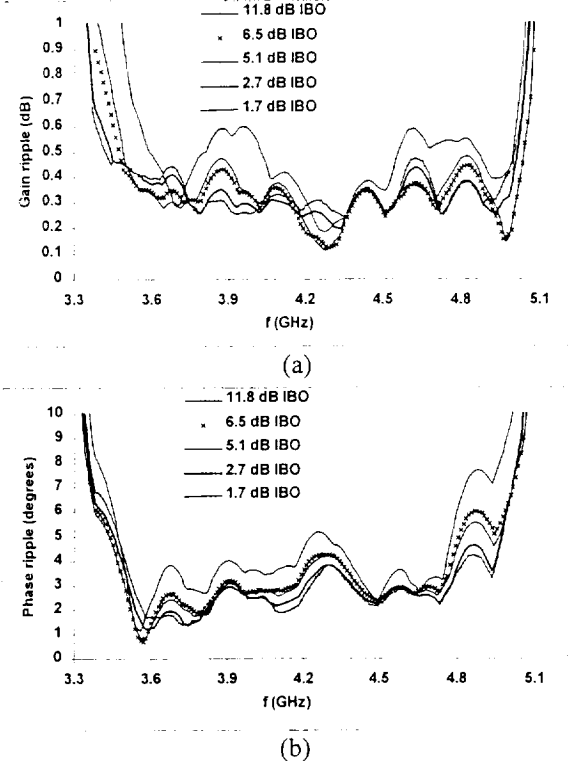 11.8 dB IBO
6.5 dB IBO
5.1 dB IBO
2.7 dB IBO
1.7 dB IBO
Gain ripple (dB)
1
0.9
0.8
0.7
0.6
0.5
0.4
0.3
0.2
0.1
0
3.3 3.6 3.9 4.2 4.5 4.8 5.1
f (GHz)
(a)
11.8 dB IBO
6.5 dB IBO
5.1 dB IBO
2.7 dB IBO
1.7 dB IBO
Phase ripple (degrees)
10
9
8
7
6
5
4
3
2
1
0
3.3 3.6 3.9 4.2 4.5 4.8 5.1
f (GHz)
(b)